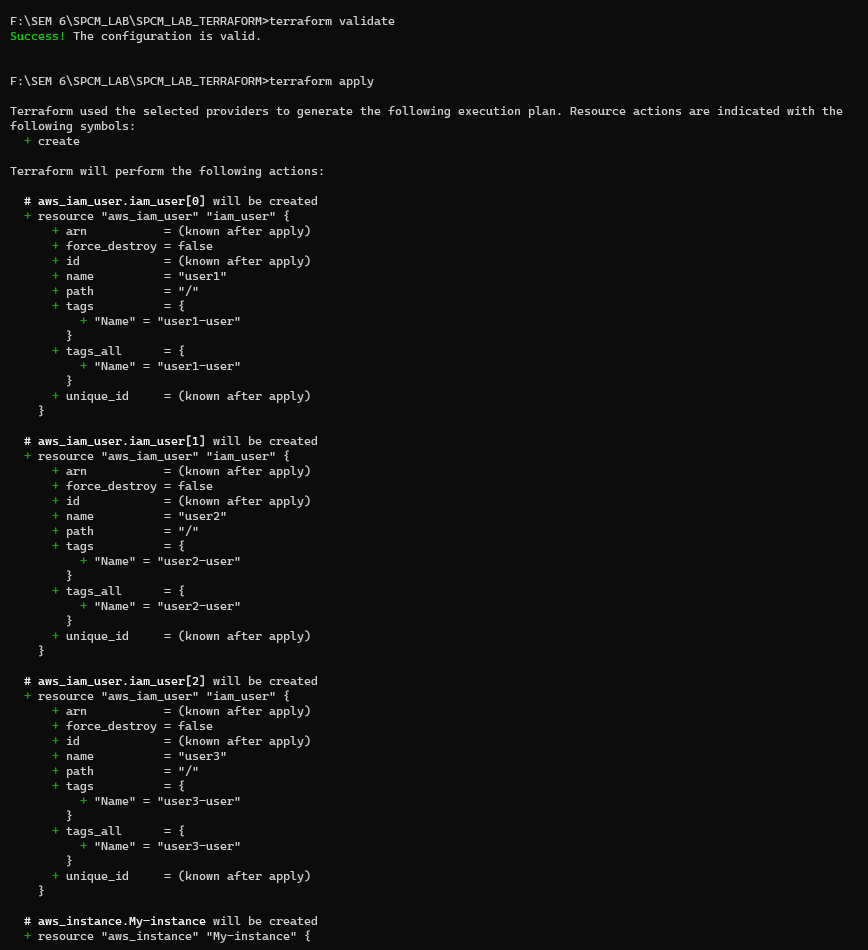 F:\SEM 6\SPCM_LAB\SPCM_LAB_TERRAFORM>terraform validate
Success! The configuration is valid.

F:\SEM 6\SPCM_LAB\SPCM_LAB_TERRAFORM>terraform apply

Terraform used the selected providers to generate the following execution plan. Resource actions are indicated with the
following symbols:
  + create

Terraform will perform the following actions:

  # aws_iam_user.iam_user[0] will be created
  + resource "aws_iam_user" "iam_user" {
      + arn           = (known after apply)
      + force_destroy = false
      + id            = (known after apply)
      + name          = "user1"
      + path          = "/"
      + tags          = {
          + "Name" = "user1-user"
        }
      + tags_all      = {
          + "Name" = "user1-user"
        }
      + unique_id     = (known after apply)
    }

  # aws_iam_user.iam_user[1] will be created
  + resource "aws_iam_user" "iam_user" {
      + arn           = (known after apply)
      + force_destroy = false
      + id            = (known after apply)
      + name          = "user2"
      + path          = "/"
      + tags          = {
          + "Name" = "user2-user"
        }
      + tags_all      = {
          + "Name" = "user2-user"
        }
      + unique_id     = (known after apply)
    }

  # aws_iam_user.iam_user[2] will be created
  + resource "aws_iam_user" "iam_user" {
      + arn           = (known after apply)
      + force_destroy = false
      + id            = (known after apply)
      + name          = "user3"
      + path          = "/"
      + tags          = {
          + "Name" = "user3-user"
        }
      + tags_all      = {
          + "Name" = "user3-user"
        }
      + unique_id     = (known after apply)
    }

  # aws_instance.My-instance will be created
  + resource "aws_instance" "My-instance" {